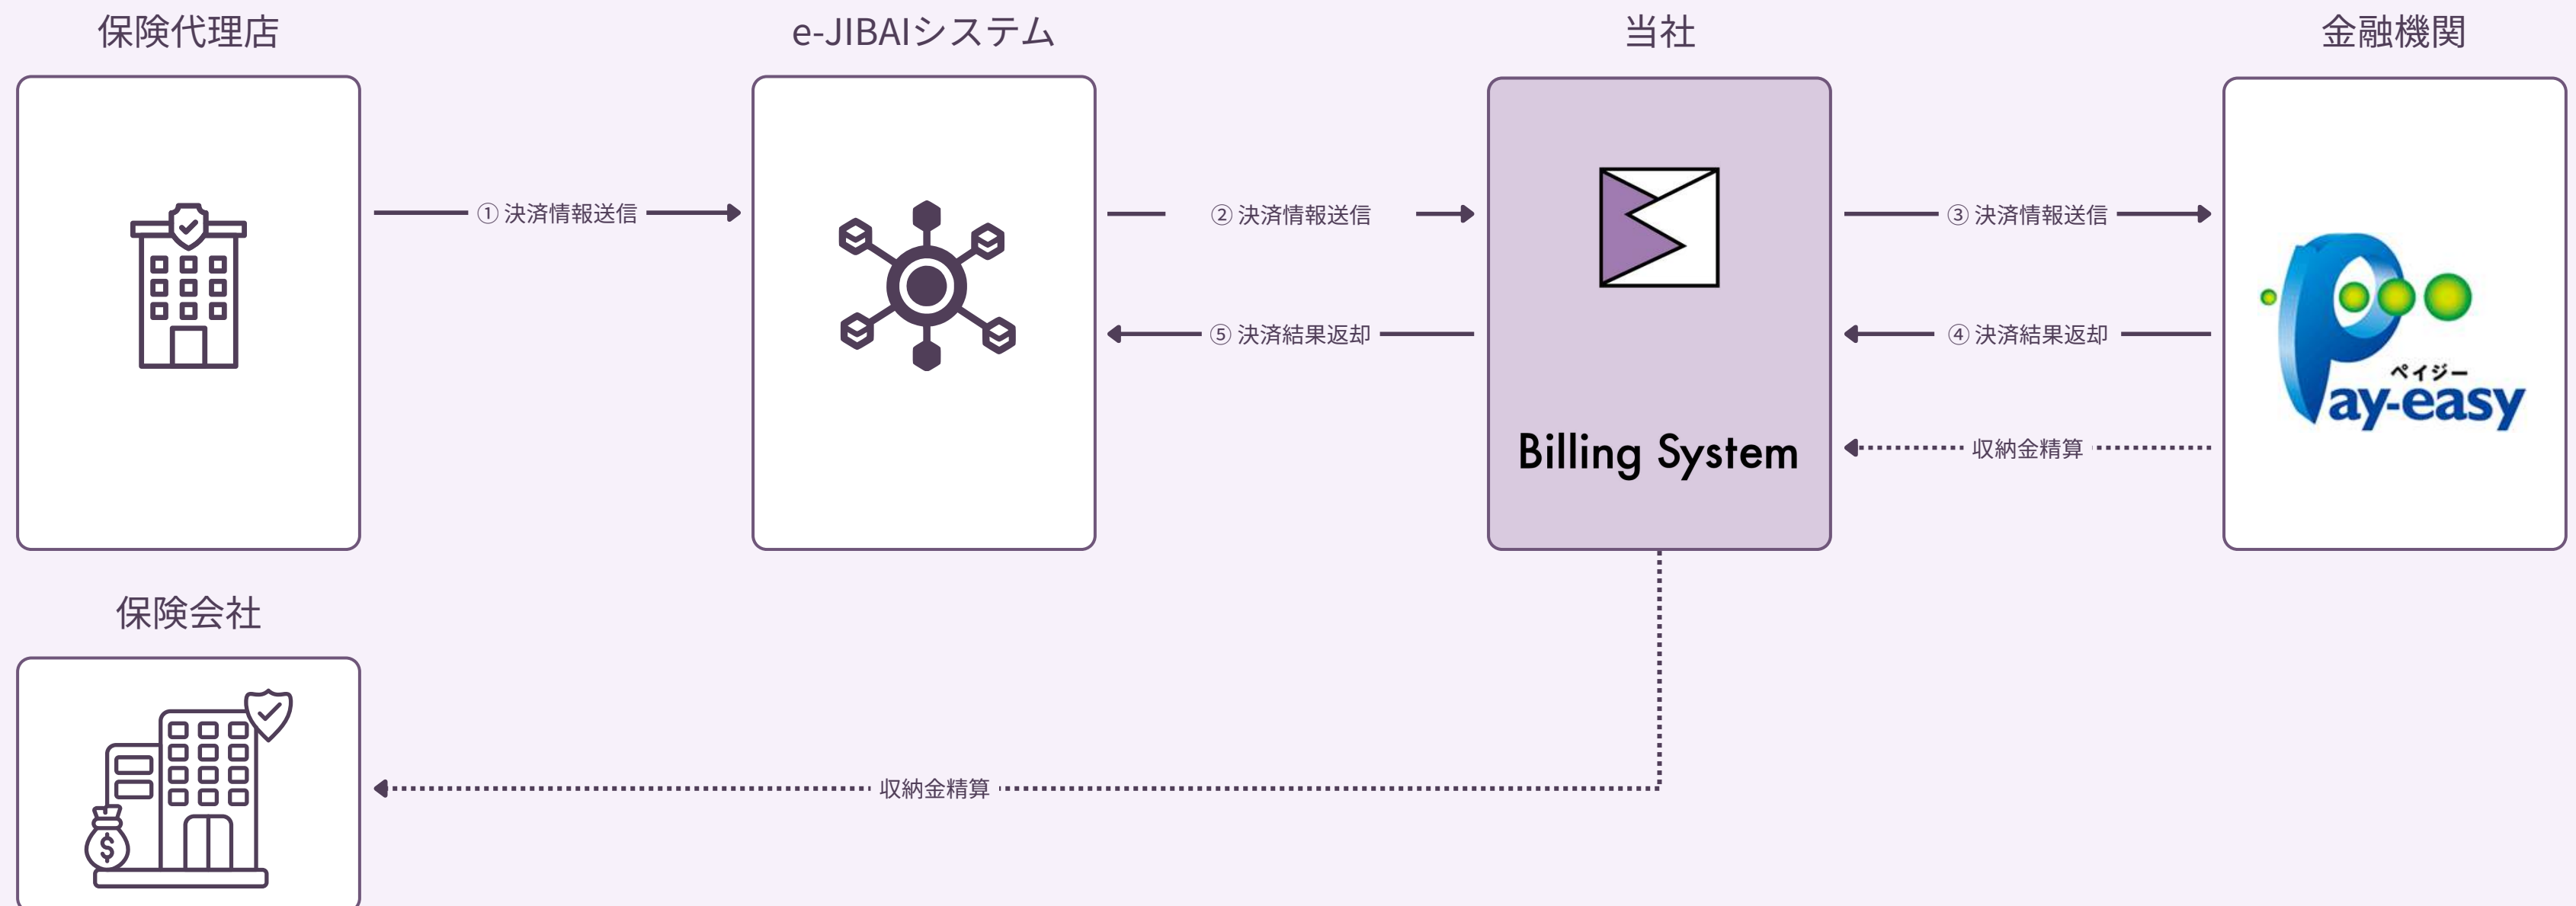 保険代理店
e-JIBAIシステム
当社
金融機関
① 決済情報送信
② 決済情報送信
③ 決済情報送信
⑤ 決済結果返却
④ 決済結果返却
ペイジー
Pay-easy
Billing System
収納金精算
保険会社
収納金精算
$